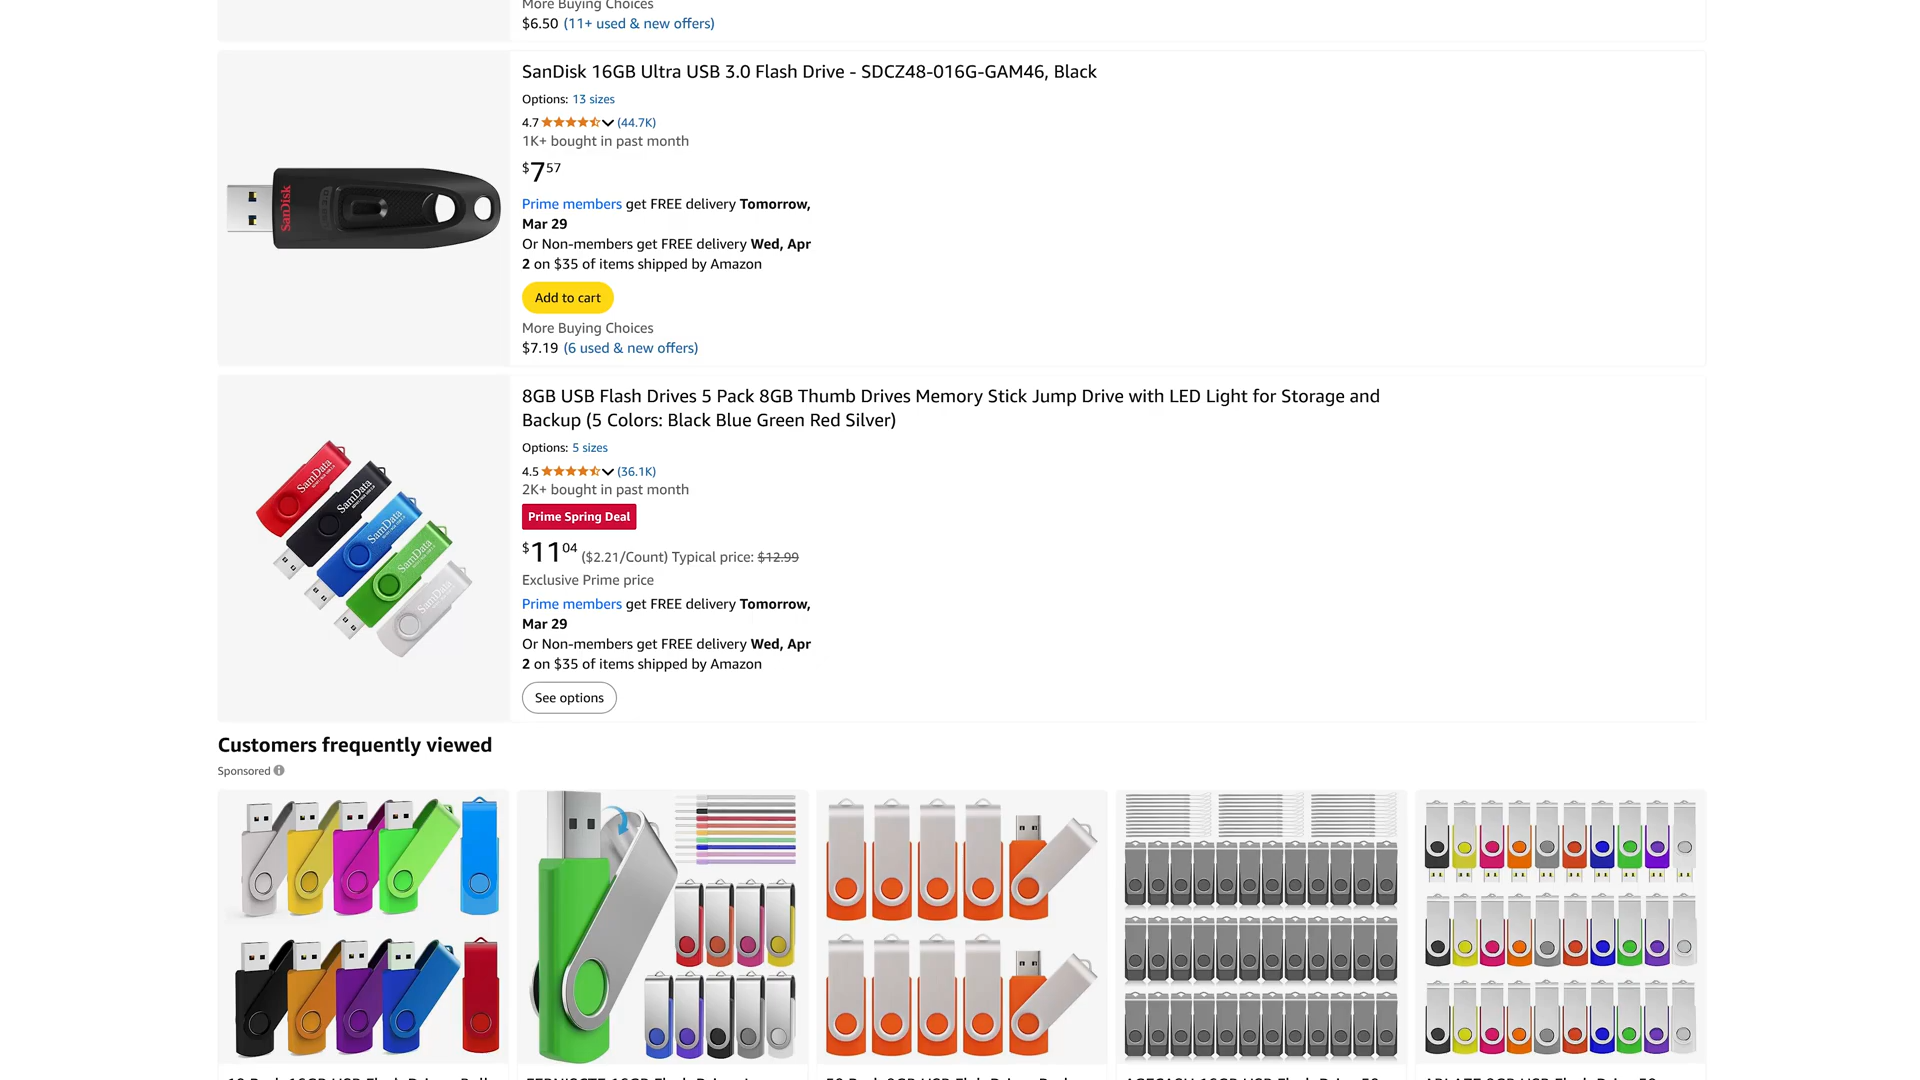 More Buying Choices
$6.50 (11+ used & new offers)
SanDisk 16GB Ultra USB 3.0 Flash Drive - SDCZ48-016G-GAM46, Black
Options: 13 sizes
4.7 (44.7K)
1K+ bought in past month
$7 57
Prime members get FREE delivery Tomorrow,
Mar 29
Or Non-members get FREE delivery Wed, Apr
2 on $35 of items shipped by Amazon
Add to cart
More Buying Choices
$7.19 (6 used & new offers)
SanDisk
8GB USB Flash Drives 5 Pack 8GB Thumb Drives Memory Stick Jump Drive with LED Light for Storage and
Backup (5 Colors: Black Blue Green Red Silver)
Options: 5 sizes
4.5 (36.1K)
2K+ bought in past month
Prime Spring Deal
$11 04 ($2.21/Count) Typical price: $12.99
Exclusive Prime price
Prime members get FREE delivery Tomorrow,
Mar 29
Or Non-members get FREE delivery Wed, Apr
2 on $35 of items shipped by Amazon
See options
SamData
SamData
SamData
SamData
SamData
Customers frequently viewed
Sponsored